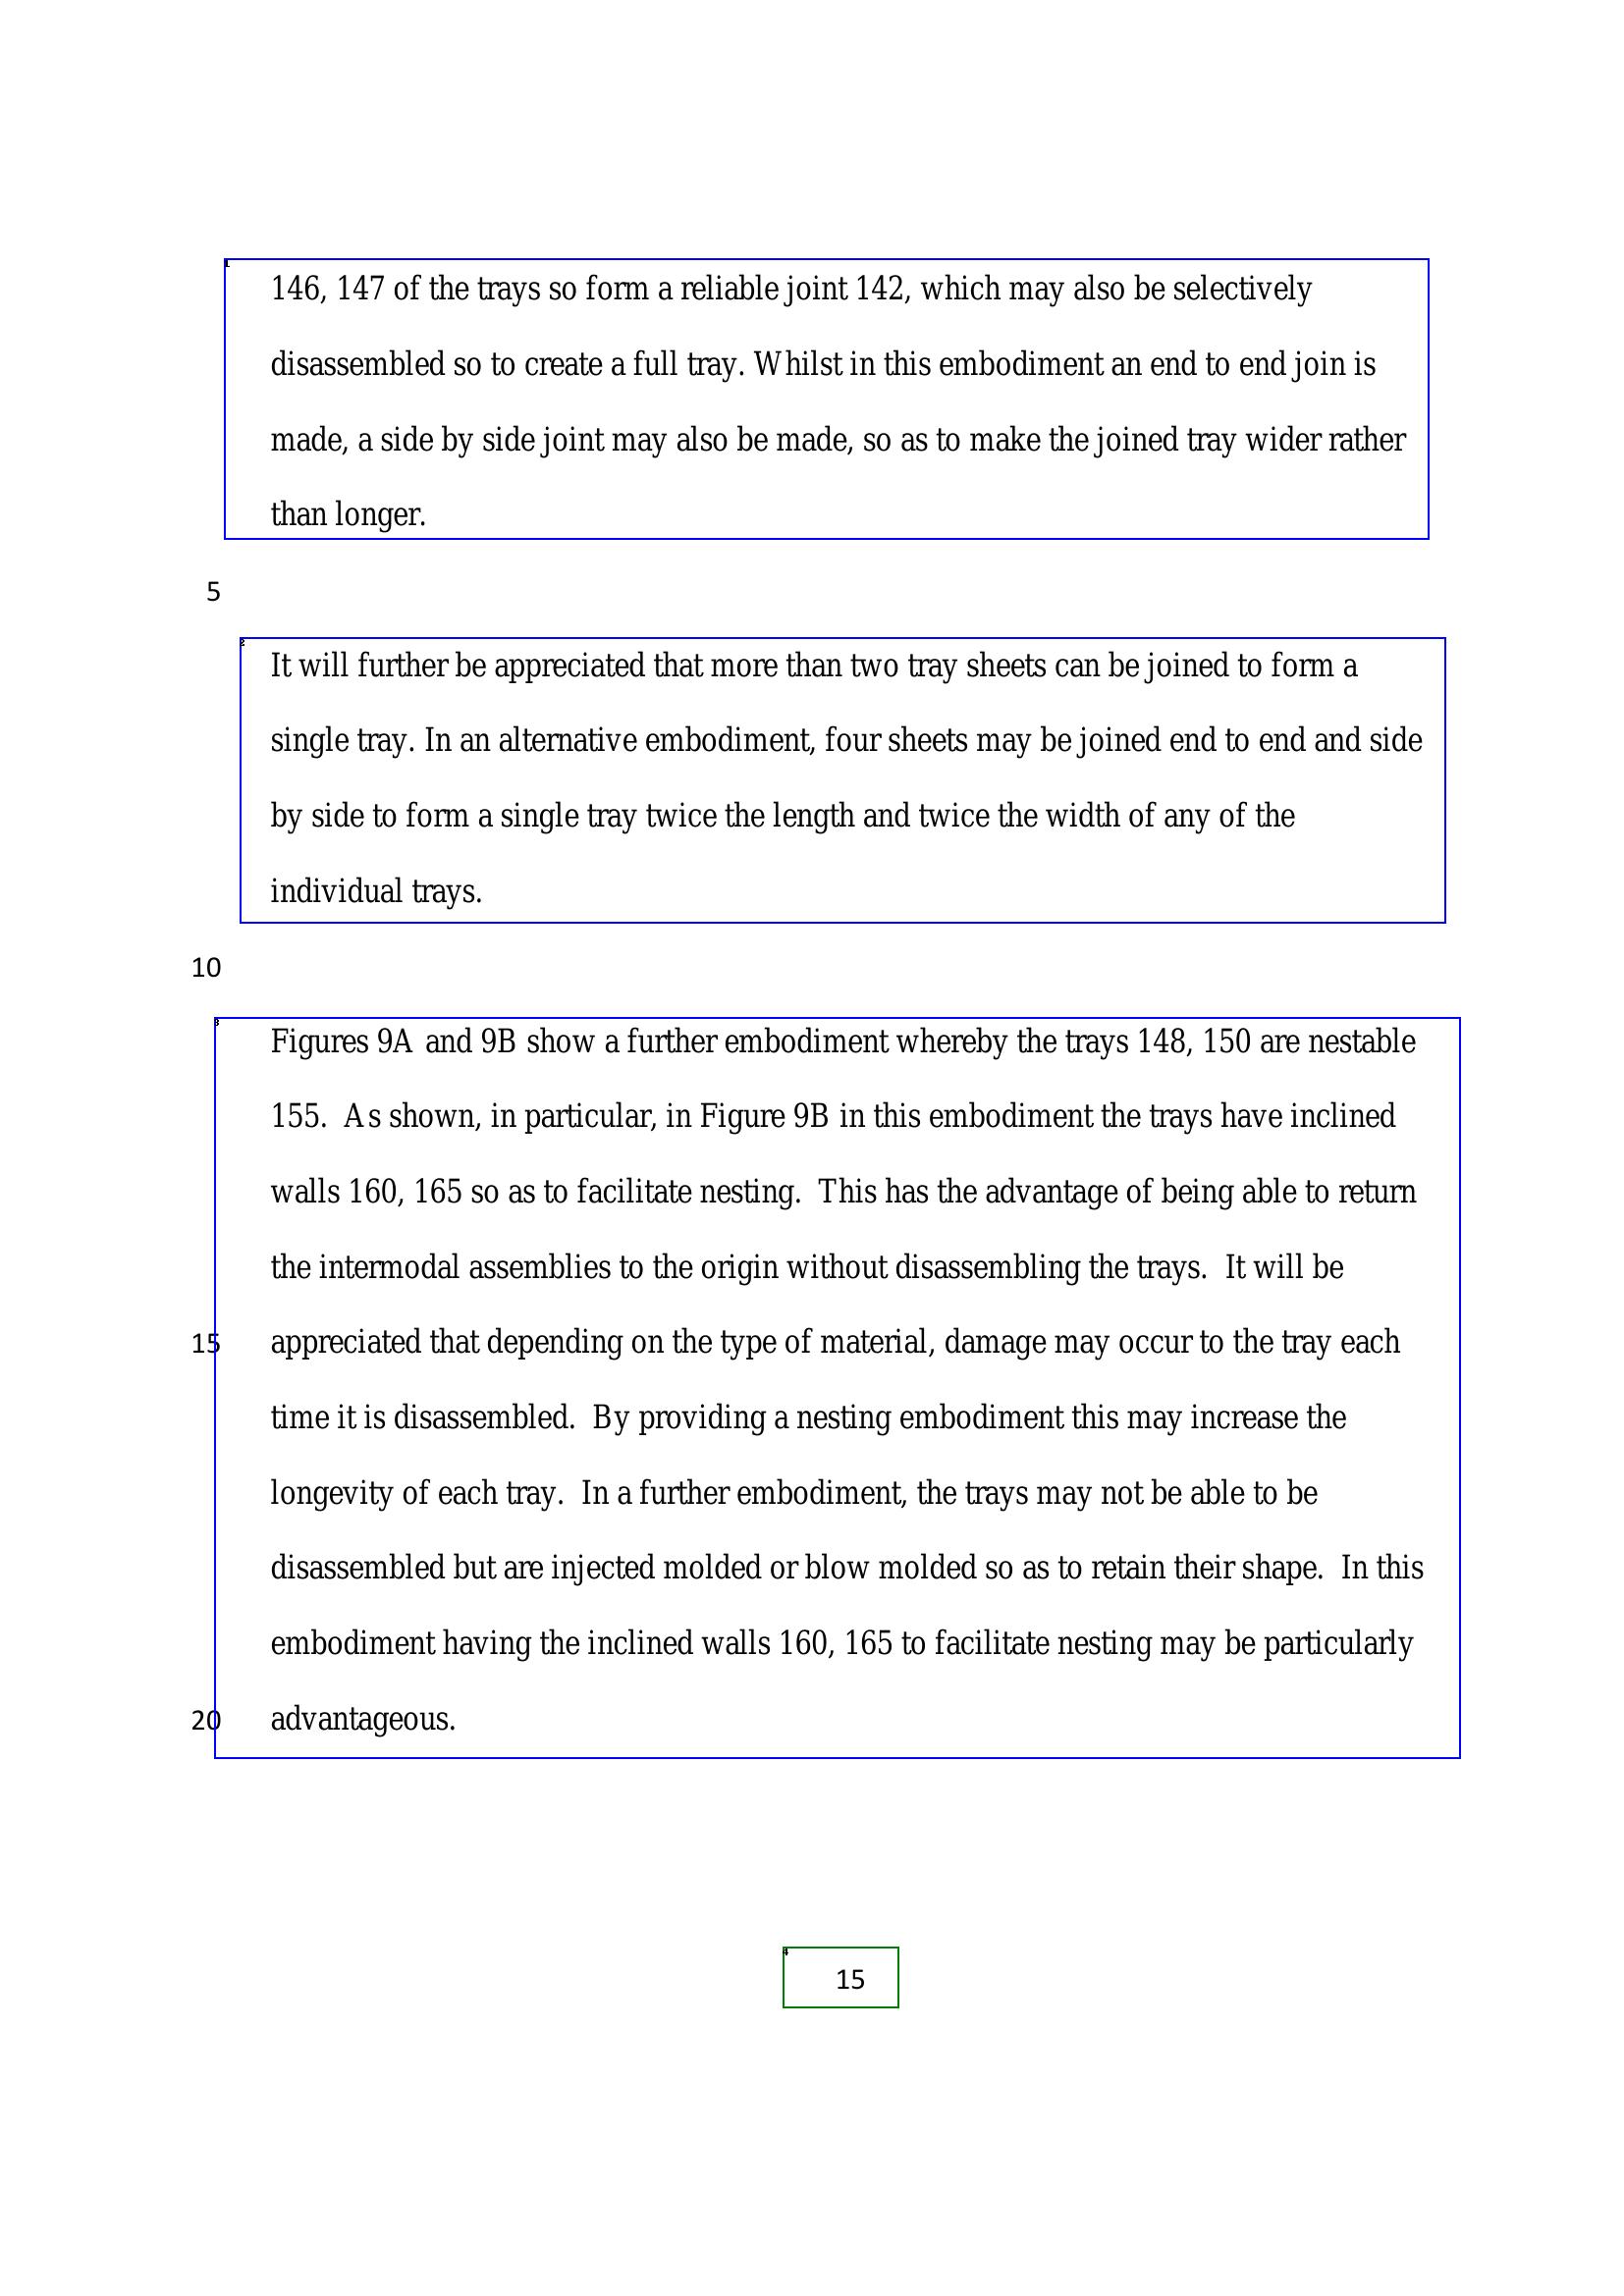 146, 147 of the trays so form a reliable joint 142, which may also be selectively
disassembled so to create a full tray. Whilst in this embodiment an end to end join is
made, a side by side joint may also be made, so as to make the joined tray wider rather
than longer.
5
It will further be appreciated that more than two tray sheets can be joined to form a
single tray. In an alternative embodiment, four sheets may be joined end to end and side
by side to form a single tray twice the length and twice the width of any of the
individual trays.
10
Figures 9A and 9B show a further embodiment whereby the trays 148, 150 are nestable
155. As shown, in particular, in Figure 9B in this embodiment the trays have inclined
walls 160, 165 so as to facilitate nesting. This has the advantage of being able to return
the intermodal assemblies to the origin without disassembling the trays. It will be
15 appreciated that depending on the type of material, damage may occur to the tray each
time it is disassembled. By providing a nesting embodiment this may increase the
longevity of each tray. In a further embodiment, the trays may not be able to be
disassembled but are injected molded or blow molded so as to retain their shape. In this
embodiment having the inclined walls 160, 165 to facilitate nesting may be particularly
20 advantageous.
15